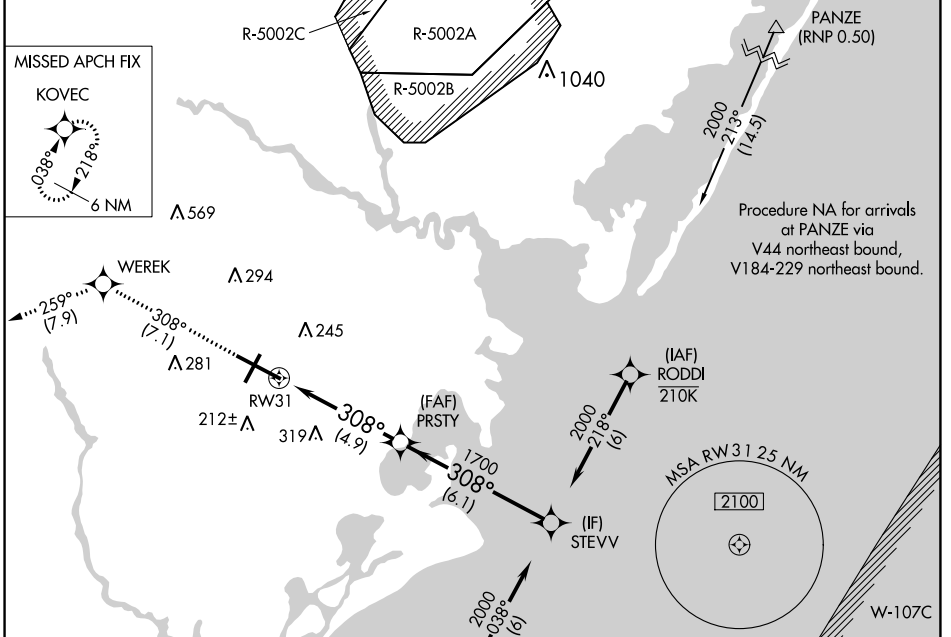 R-5002C
R-5002A
R-5002B
1040
PANZE
(RNP 0.50)
2000
213°
(14.5)
MISSED APCH FIX
KOVEC
038°
218°
6 NM
Procedure NA for arrivals
at PANZE via
V44 northeast bound,
V184-229 northeast bound.
569
WEREK
294
259°
(7.9)
308°
(7.1)
245
281
RW31
212±
319
308°
(4.9)
(FAF)
PRSTY
1700
308°
(6.1)
(IAF)
RODDI
210K
2000
218°
(6)
(IF)
STEVV
MSA RW31 25 NM
2100
2000
038°
(6)
W-107C